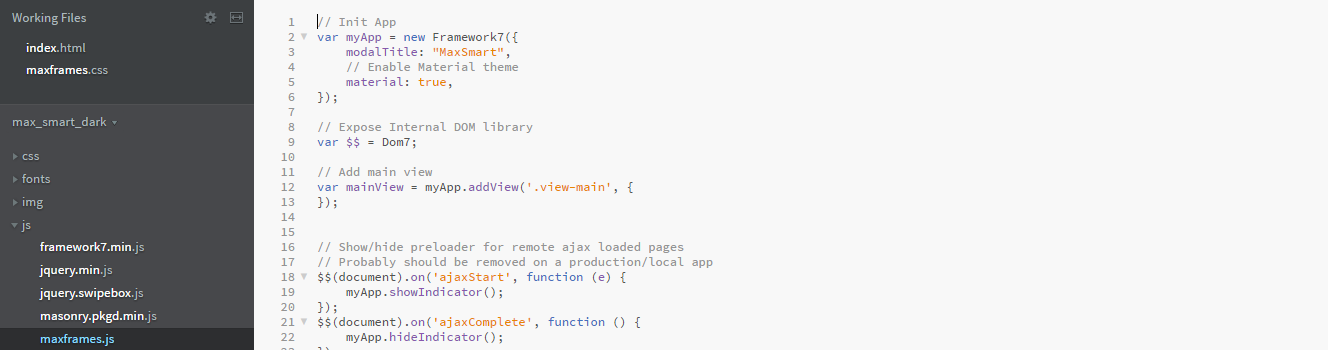 Working Files
index.html
maxframes.css
max_smart_dark
css
fonts
img
js
framework7.min.js
jquery.min.js
jquery.swipebox.js
masonry.pkgd.min.js
maxframes.js
1 // Init App
2 var myApp = new Framework7({
3     modalTitle: "MaxSmart",
4     // Enable Material theme
5     material: true,
6 });
7
8 // Expose Internal DOM library
9 var $$ = Dom7;
10
11 // Add main view
12 var mainView = myApp.addView('.view-main', {
13 });
14
15
16 // Show/hide preloader for remote ajax loaded pages
17 // Probably should be removed on a production/local app
18 $$(document).on('ajaxStart', function (e) {
19     myApp.showIndicator();
20 });
21 $$(document).on('ajaxComplete', function () {
22     myApp.hideIndicator();